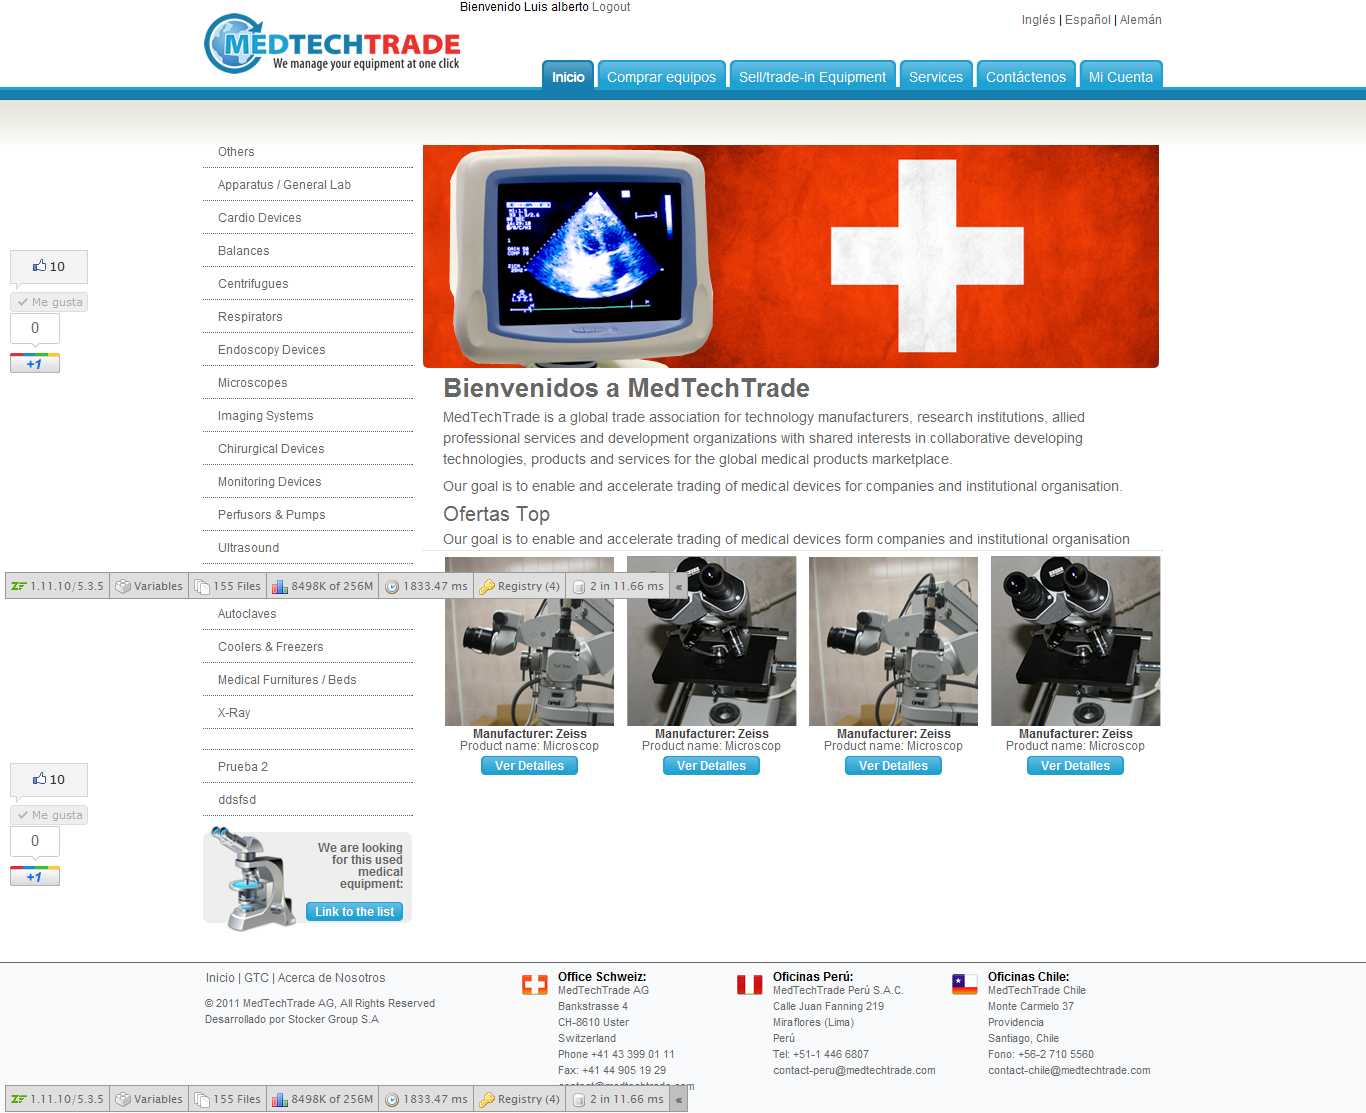 Bienvenido Luis alberto Logout
Inglés | Español | Alemán
MEDTECHTRADE
We manage your equipment at one click
Inicio
Comprar equipos
Sell/trade-in Equipment
Services
Contáctenos
Mi Cuenta
Others
Apparatus / General Lab
Cardio Devices
Balances
Centrifugues
Respirators
Endoscopy Devices
Microscopes
Imaging Systems
Chirurgical Devices
Monitoring Devices
Perfusors & Pumps
Ultrasound
Autoclaves
Coolers & Freezers
Medical Furnitures / Beds
X-Ray
Prueba 2
ddsfsd
10
Me gusta
0
+1
Bienvenidos a MedTechTrade
MedTechTrade is a global trade association for technology manufacturers, research institutions, allied
professional services and development organizations with shared interests in collaborative developing
technologies, products and services for the global medical products marketplace.
Our goal is to enable and accelerate trading of medical devices for companies and institutional organisation.
Ofertas Top
Our goal is to enable and accelerate trading of medical devices form companies and institutional organisation
1.11.10/5.3.5 Variables 155 Files 8498K of 256M 1833.47 ms Registry (4) 2 in 11.66 ms «
Manufacturer: Zeiss
Product name: Microscop
Ver Detalles
Manufacturer: Zeiss
Product name: Microscop
Ver Detalles
Manufacturer: Zeiss
Product name: Microscop
Ver Detalles
Manufacturer: Zeiss
Product name: Microscop
Ver Detalles
10
Me gusta
0
+1
We are looking
for this used
medical
equipment:
Link to the list
Inicio | GTC | Acerca de Nosotros
© 2011 MedTechTrade AG, All Rights Reserved
Desarrollado por Stocker Group S.A
Office Schweiz:
MedTechTrade AG
Bankstrasse 4
CH-8610 Uster
Switzerland
Phone +41 43 399 01 11
Fax: +41 44 905 19 29
contact@medtechtrade.com
Oficinas Perú:
MedTechTrade Perú S.A.C.
Calle Juan Fanning 219
Miraflores (Lima)
Perú
Tel: +51-1 446 6807
contact-peru@medtechtrade.com
Oficinas Chile:
MedTechTrade Chile
Monte Carmelo 37
Providencia
Santiago, Chile
Fono: +56-2 710 5560
contact-chile@medtechtrade.com
1.11.10/5.3.5 Variables 155 Files 8498K of 256M 1833.47 ms Registry (4) 2 in 11.66 ms «